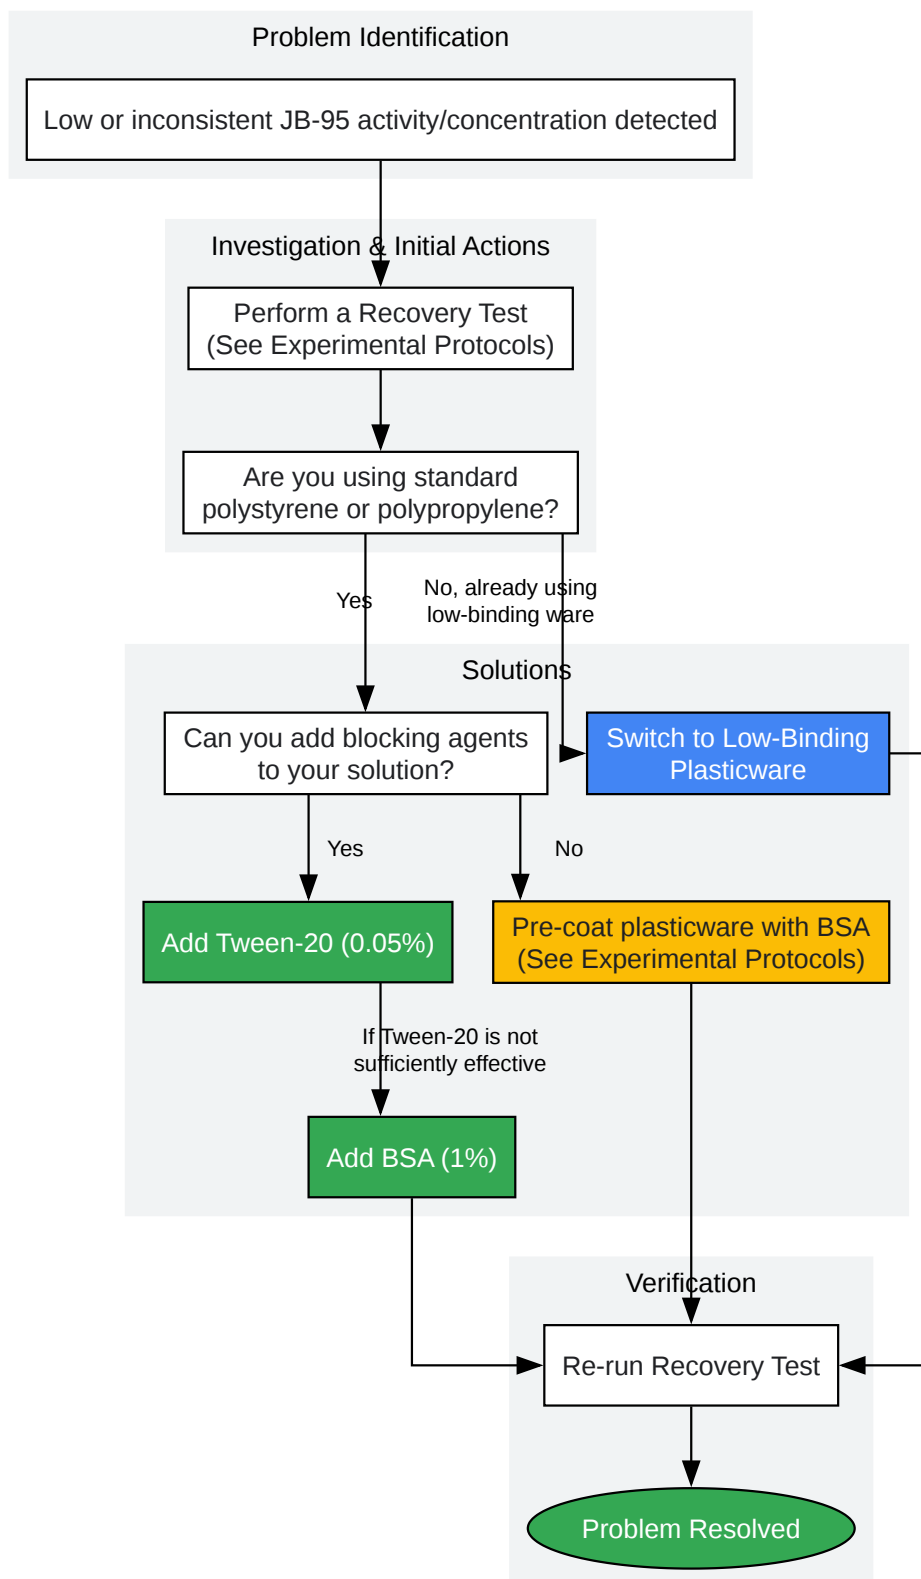 Problem Identification
Low or inconsistent JB-95 activity/concentration detected
Investigation & Initial Actions
Perform a Recovery Test
(See Experimental Protocols)
Are you using standard
polystyrene or polypropylene?
Yes
No, already using
low-binding ware
Solutions
Can you add blocking agents
to your solution?
Switch to Low-Binding
Plasticware
Yes
No
Add Tween-20 (0.05%)
Pre-coat plasticware with BSA
(See Experimental Protocols)
If Tween-20 is not
sufficiently effective
Add BSA (1%)
Verification
Re-run Recovery Test
Problem Resolved